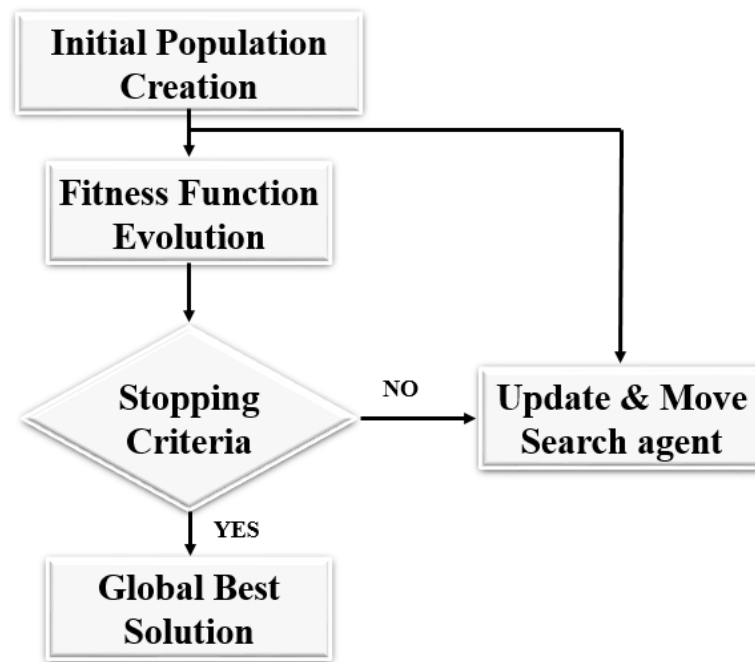 Initial Population
Creation
Fitness Function
Evolution
Stopping
Criteria
NO
Update & Move
Search agent
YES
Global Best
Solution